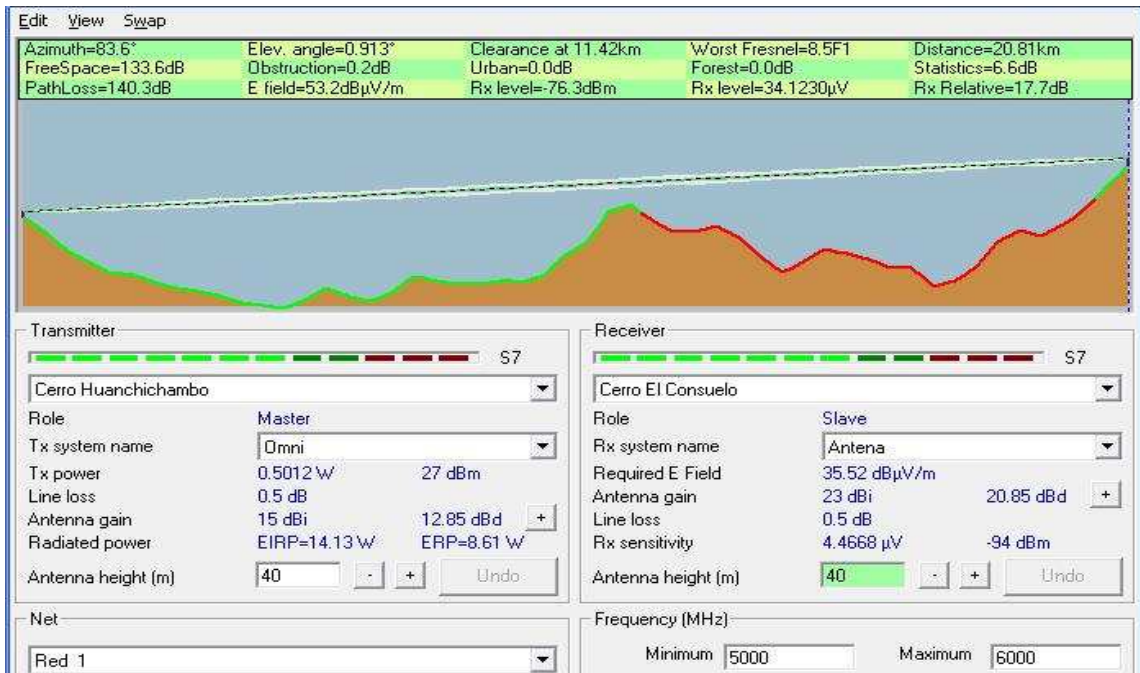 Edit View Swap
Azimuth=83.6° Elev. angle=0.913° Clearance at 11.42km Worst Fresnel=8.5F1 Distance=20.81km
FreeSpace=133.6dB Obstruction=0.2dB Urban=0.0dB Forest=0.0dB Statistics=6.6dB
PathLoss=140.3dB E field=53.2dBµV/m Rx level=-76.3dBm Rx level=34.1230µV Rx Relative=17.7dB
Transmitter
S7
Cerro Huanchichambo
Role Master
Tx system name Omni
Tx power 0.5012 W 27 dBm
Line loss 0.5 dB
Antenna gain 15 dBi 12.85 dBd +
Radiated power EIRP=14.13 W ERP=8.61 W
Antenna height (m) 40 - + Undo
Receiver
S7
Cerro El Consuelo
Role Slave
Rx system name Antena
Required E Field 35.52 dBµV/m
Antenna gain 23 dBi 20.85 dBd +
Line loss 0.5 dB
Rx sensitivity 4.4668 µV -94 dBm
Antenna height (m) 40 - + Undo
Net
Red 1
Frequency (MHz)
Minimum 5000 Maximum 6000